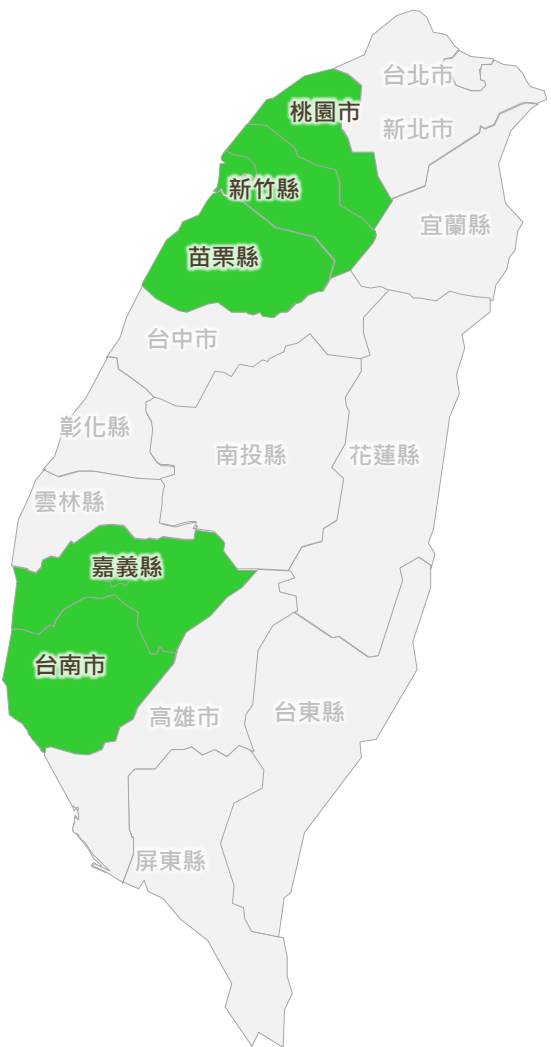 台北市
桃園市
新北市
新竹縣
宜蘭縣
苗栗縣
台中市
彰化縣
南投縣
花蓮縣
雲林縣
嘉義縣
台南市
高雄市
台東縣
屏東縣